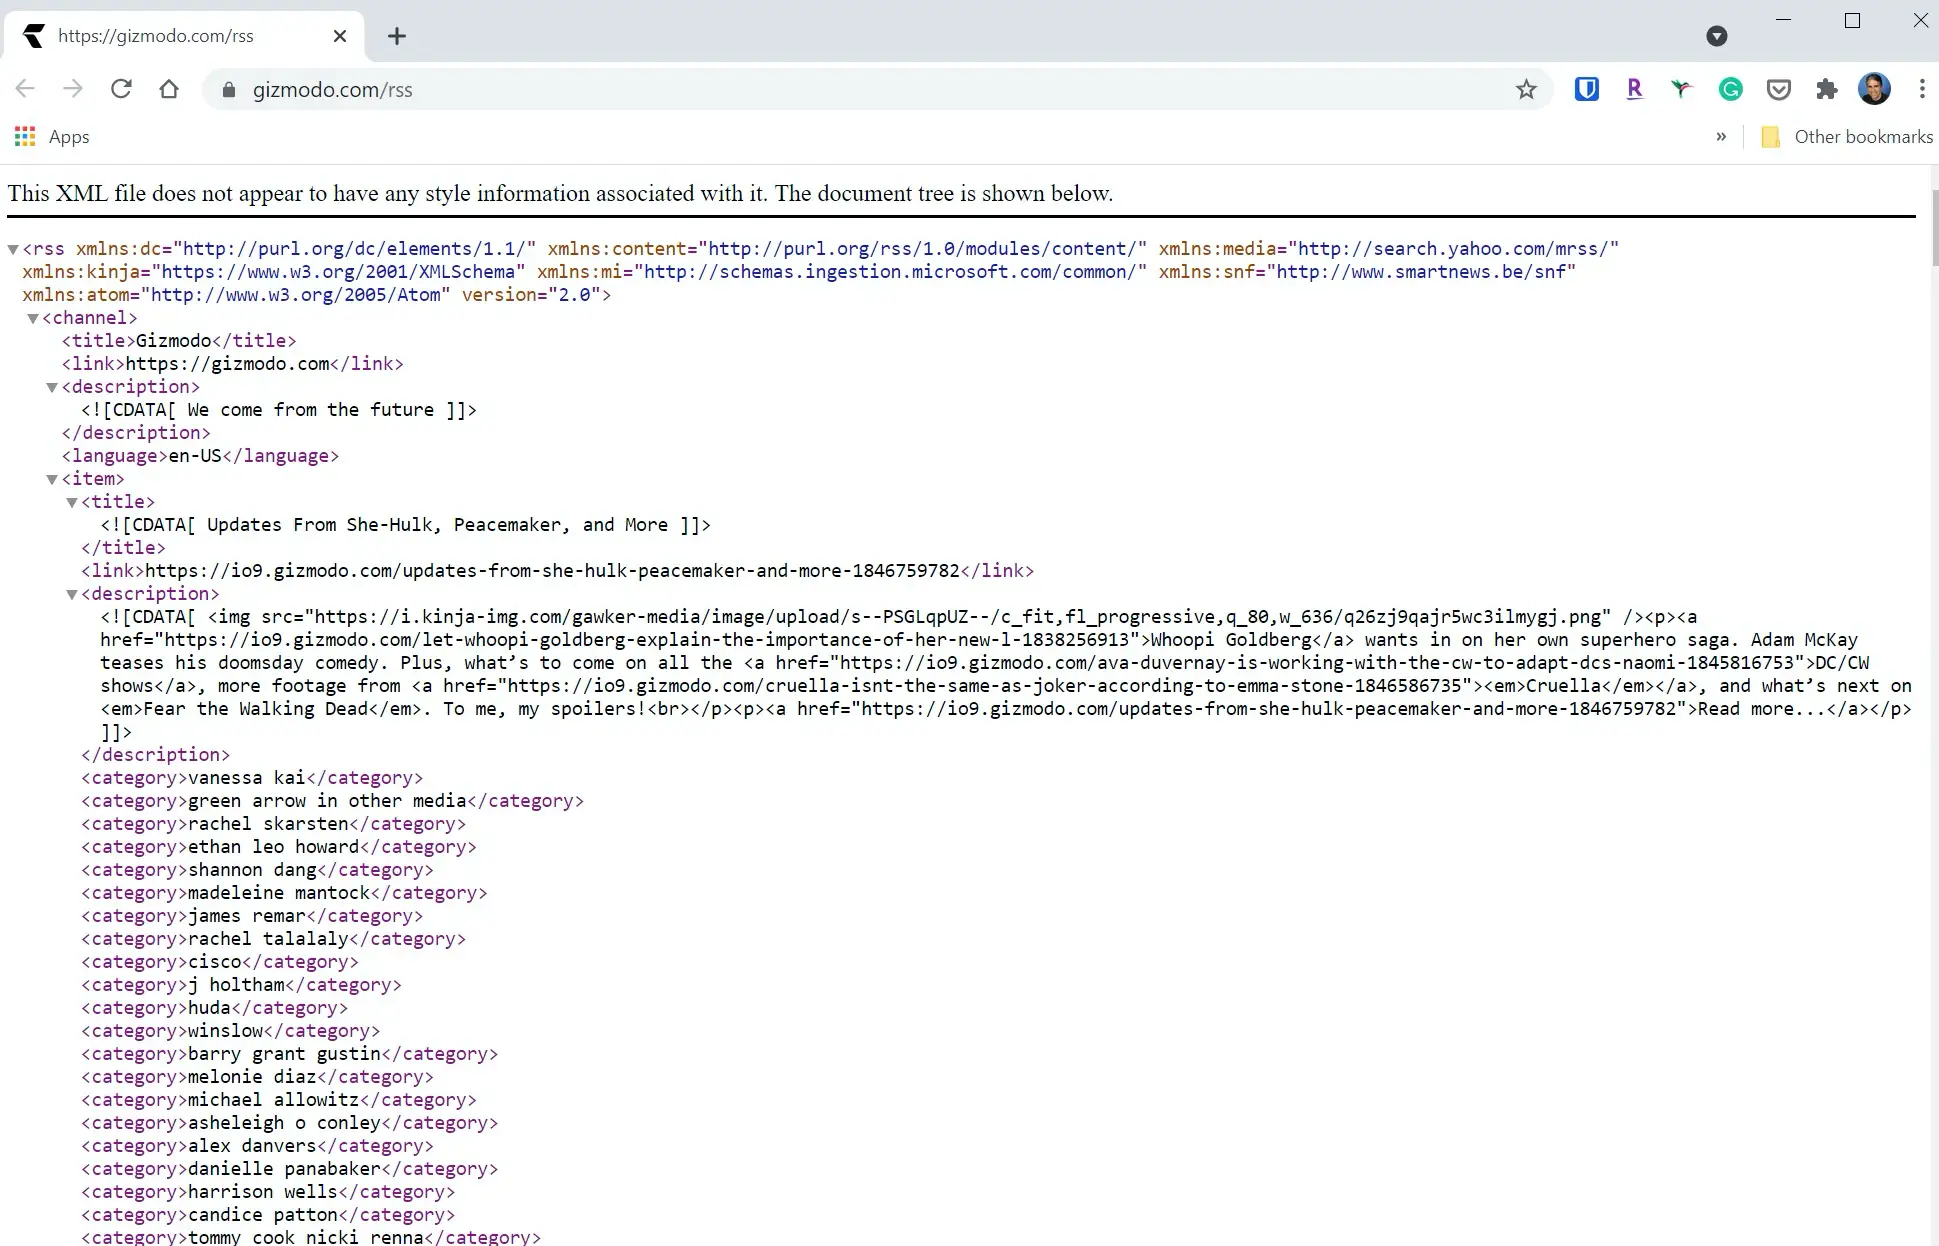 https://gizmodo.com/rss
gizmodo.com/rss
Apps
» Other bookmarks
This XML file does not appear to have any style information associated with it. The document tree is shown below.
<rss xmlns:dc="http://purl.org/dc/elements/1.1/" xmlns:content="http://purl.org/rss/1.0/modules/content/" xmlns:media="http://search.yahoo.com/mrss/"
xmlns:kinja="https://www.w3.org/2001/XMLSchema" xmlns:mi="http://schemas.ingestion.microsoft.com/common/" xmlns:snf="http://www.smartnews.be/snf"
xmlns:atom="http://www.w3.org/2005/Atom" version="2.0">
<channel>
<title>Gizmodo</title>
<link>https://gizmodo.com</link>
<description>
<![CDATA[ We come from the future ]]>
</description>
<language>en-US</language>
<item>
<title>
<![CDATA[ Updates From She-Hulk, Peacemaker, and More ]]>
</title>
<link>https://io9.gizmodo.com/updates-from-she-hulk-peacemaker-and-more-1846759782</link>
<description>
<![CDATA[ <img src="https://i.kinja-img.com/gawker-media/image/upload/s--PSGLqpUZ--/c_fit,fl_progressive,q_80,w_636/q26zj9qajr5wc3ilmygj.png" /><p><a
href="https://io9.gizmodo.com/let-whoopi-goldberg-explain-the-importance-of-her-new-l-1838256913">Whoopi Goldberg</a> wants in on her own superhero saga. Adam McKay
teases his doomsday comedy. Plus, what’s to come on all the <a href="https://io9.gizmodo.com/ava-duvernay-is-working-with-the-cw-to-adapt-dcs-naomi-1845816753">DC/CW
shows</a>, more footage from <a href="https://io9.gizmodo.com/cruella-isnt-the-same-as-joker-according-to-emma-stone-1846586735"><em>Cruella</em></a>, and what’s next on
<em>Fear the Walking Dead</em>. To me, my spoilers!<br></p><p><a href="https://io9.gizmodo.com/updates-from-she-hulk-peacemaker-and-more-1846759782">Read more...</a></p>
]]>
</description>
<category>vanessa kai</category>
<category>green arrow in other media</category>
<category>rachel skarsten</category>
<category>ethan leo howard</category>
<category>shannon dang</category>
<category>madeleine mantock</category>
<category>james remar</category>
<category>rachel talalaly</category>
<category>cisco</category>
<category>j holtham</category>
<category>huda</category>
<category>winslow</category>
<category>barry grant gustin</category>
<category>melonie diaz</category>
<category>michael allowitz</category>
<category>asheleigh o conley</category>
<category>alex danvers</category>
<category>danielle panabaker</category>
<category>harrison wells</category>
<category>candice patton</category>
<category>tommy cook nicki renna</category>